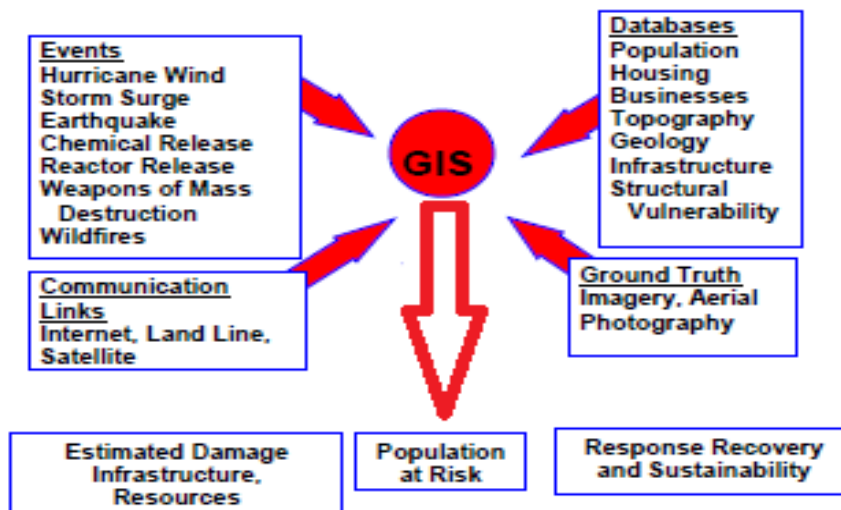 Events
Hurricane Wind
Storm Surge
Earthquake
Chemical Release
Reactor Release
Weapons of Mass
Destruction
Wildfires
Databases
Population
Housing
Businesses
Topography
Geology
Infrastructure
Structural
Vulnerability
GIS
Communication
Links
Internet, Land Line,
Satellite
Ground Truth
Imagery, Aerial
Photography
Estimated Damage
Infrastructure,
Resources
Population
at Risk
Response Recovery
and Sustainability